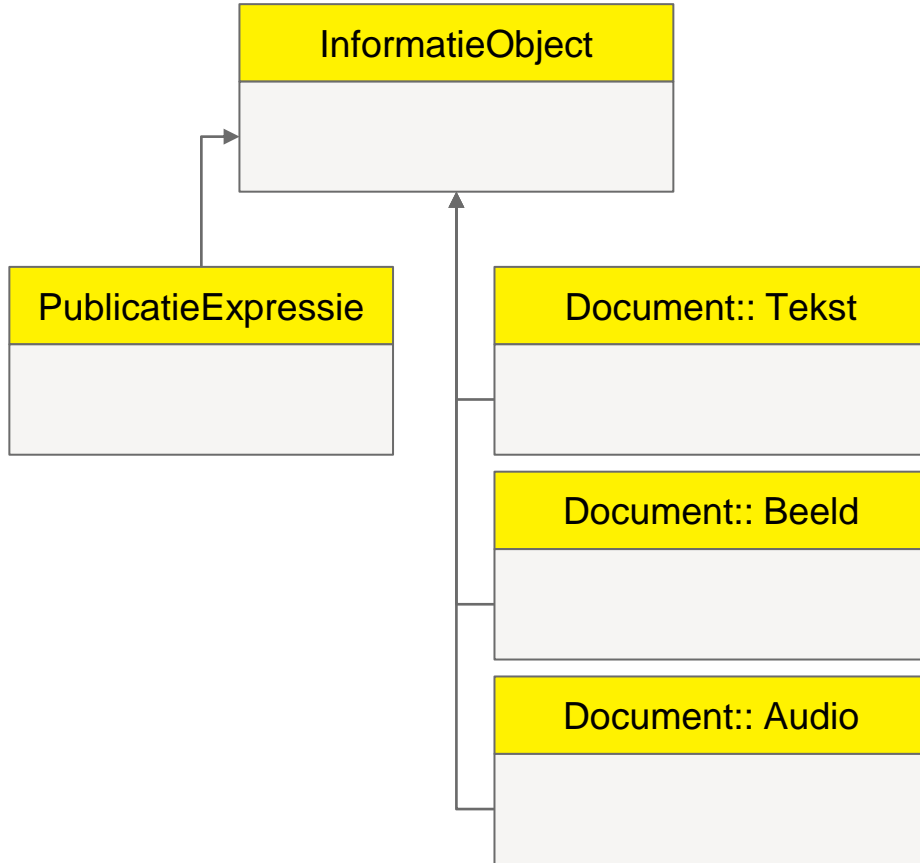 InformatieObject
PublicatieExpressie
Document:: Tekst
Document:: Beeld
Document:: Audio